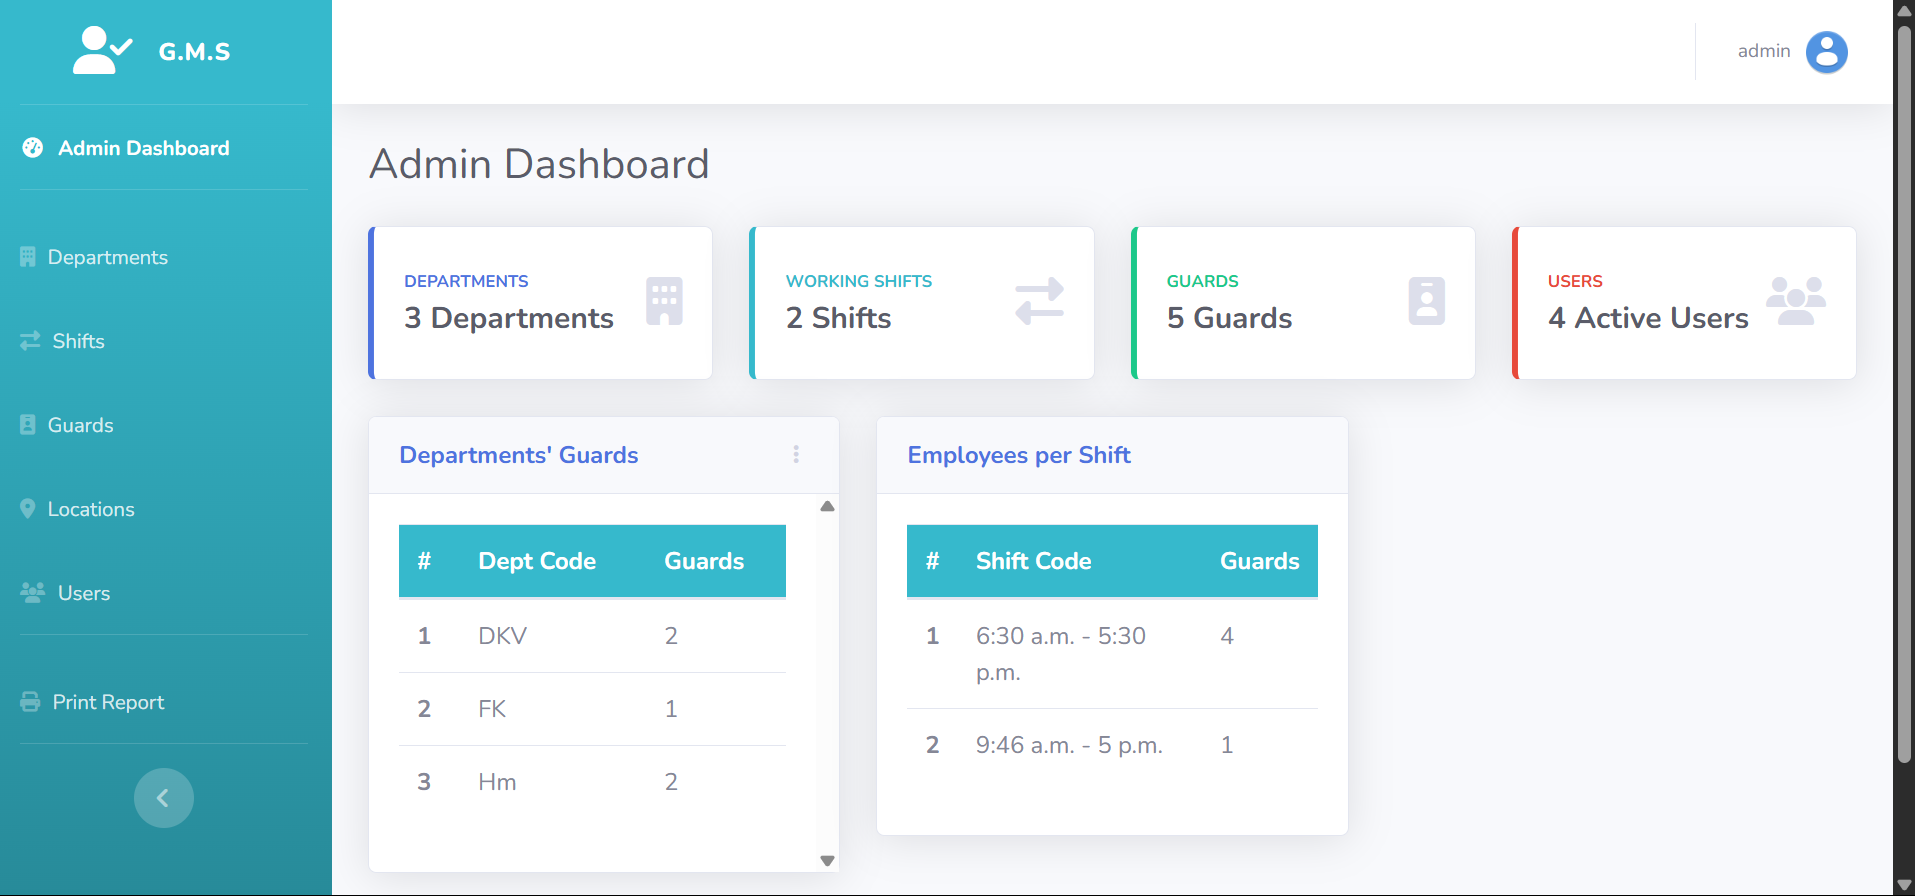 G.M.S
admin
Admin Dashboard
Departments
Shifts
Guards
Locations
Users
Print Report
Admin Dashboard
DEPARTMENTS
3 Departments
WORKING SHIFTS
2 Shifts
GUARDS
5 Guards
USERS
4 Active Users
Departments' Guards
# Dept Code Guards
1 DKV 2
2 FK 1
3 Hm 2
Employees per Shift
# Shift Code Guards
1 6:30 a.m. - 5:30 4
p.m.
2 9:46 a.m. - 5 p.m. 1